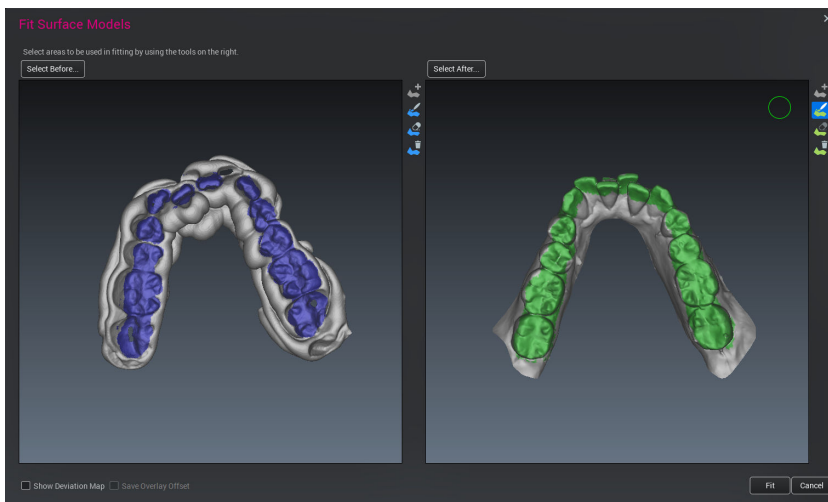 Fit Surface Models
Select areas to be used in fitting by using the tools on the right.
Select Before...
Select After...
Show Deviation Map
Save Overlay Offset
Fit
Cancel